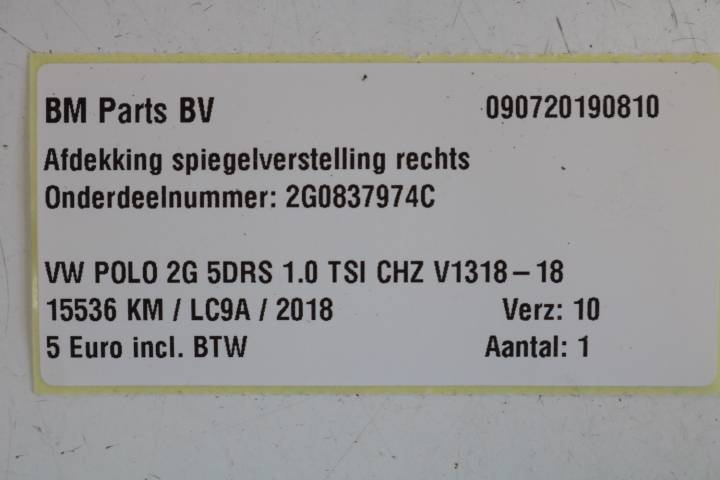 BM Parts BV 090720190810
Afdekking spiegelverstelling rechts
Onderdeelnummer: 2G0837974C
VW POLO 2G 5DRS 1.0 TSI CHZ V1318 – 18
15536 KM / LC9A / 2018 Verz: 10
5 Euro incl. BTW Aantal: 1